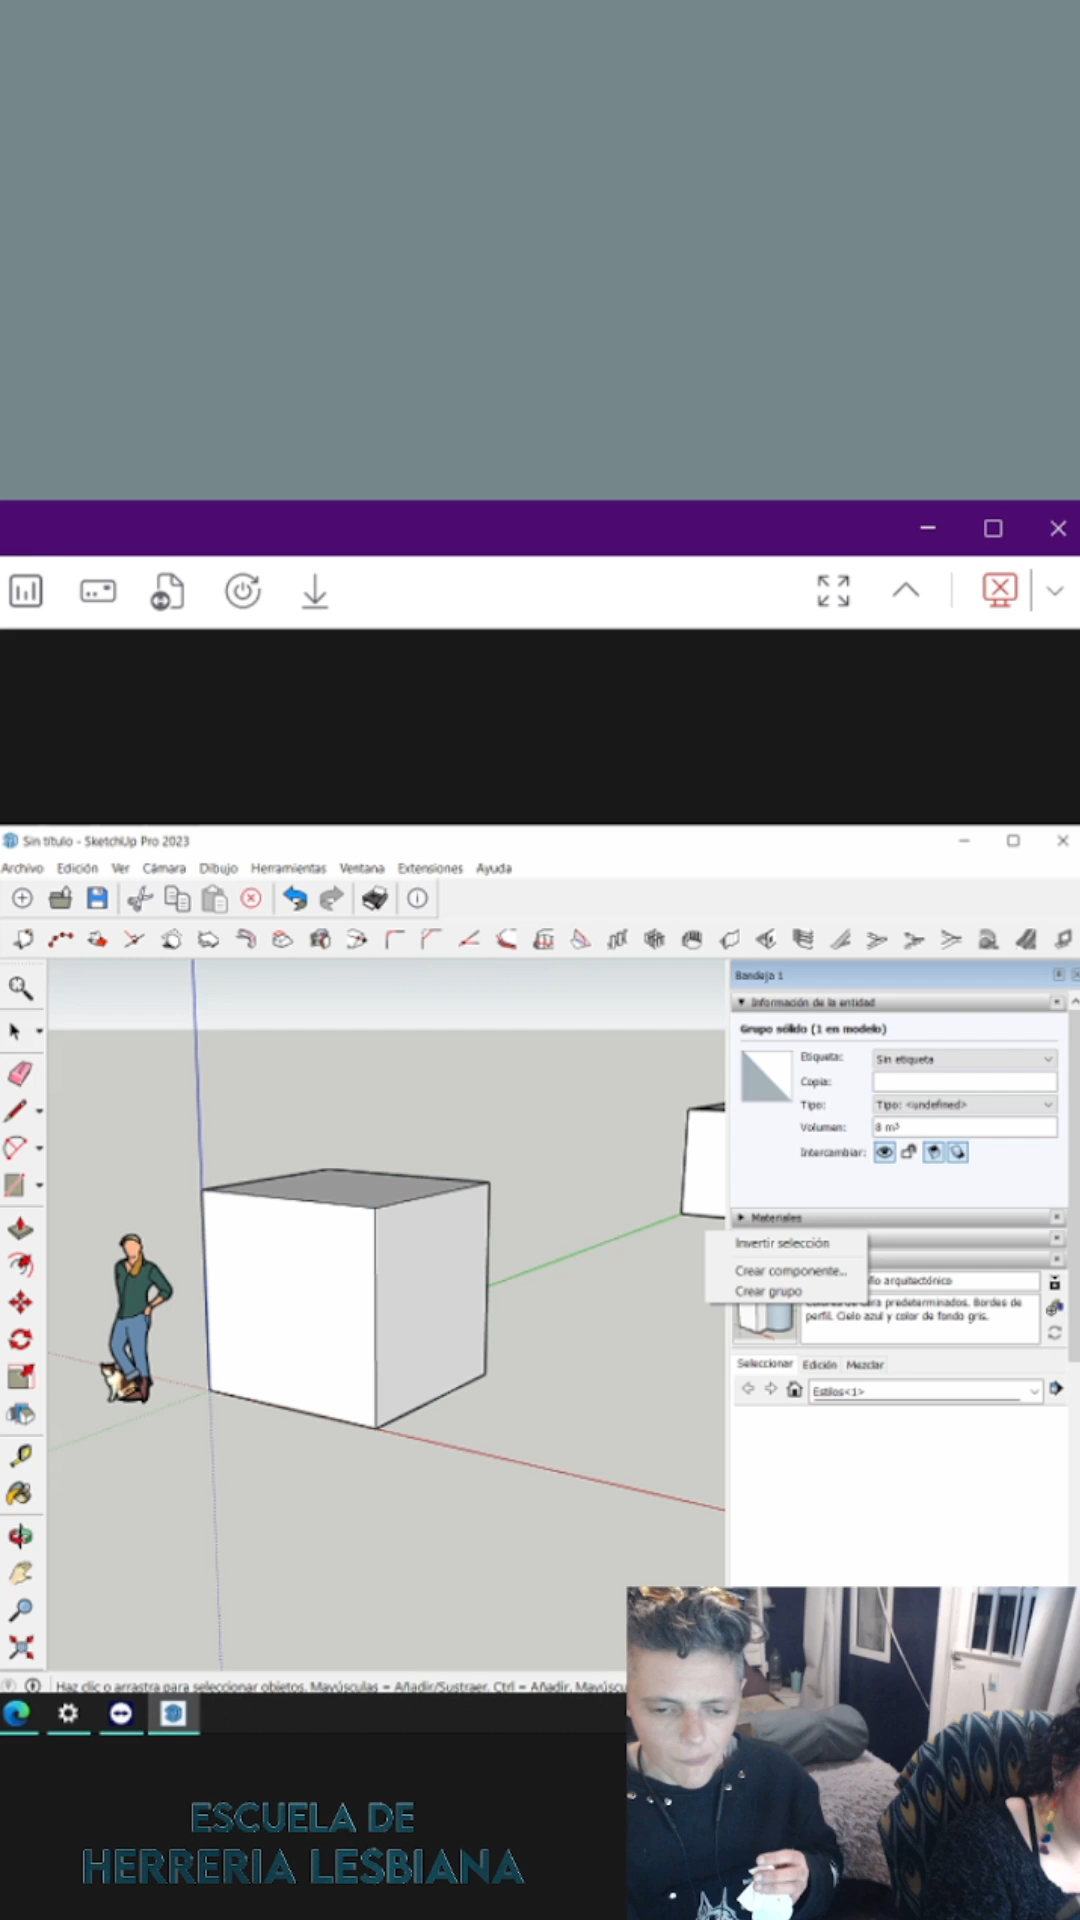 Sin título - SketchUp Pro 2023
Archivo Edición Ver Cámara Dibujo Herramientas Ventana Extensiones Ayuda
Bandeja 1
Información de la entidad
Grupo sólido (1 en modelo)
Etiqueta: Sin etiqueta
Copia:
Tipo: Tipo: <undefined>
Volumen: 8 m³
Intercambiar:
Materiales
Invertir selección
Crear componente...
Crear grupo
arquitectónico
predeterminados. Bordes de
perfil. Cielo azul y color de fondo gris.
Seleccionar Edición Mezclar
Estilos<1>
Haz clic o arrastra para seleccionar objetos. Mayúsculas = Añadir/Sustraer. Ctrl = Añadir.
ESCUELA DE
HERRERIA LESBIANA